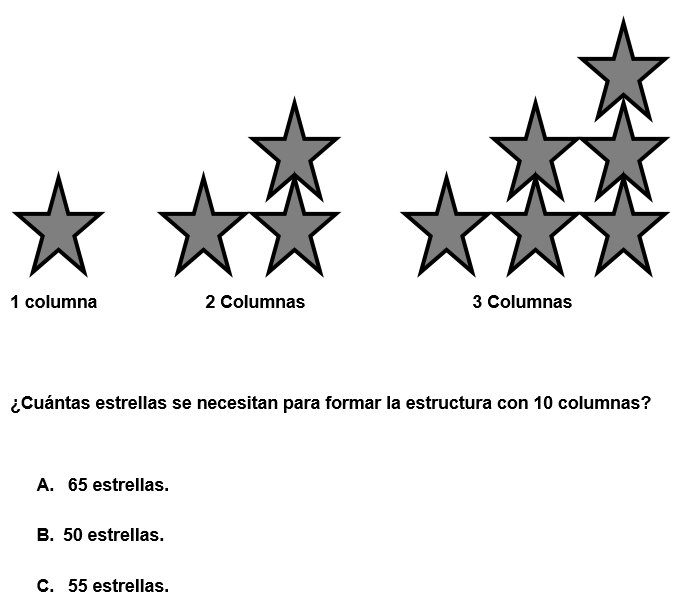 1 columna 2 Columnas 3 Columnas
¿Cuántas estrellas se necesitan para formar la estructura con 10 columnas?
A. 65 estrellas.
B. 50 estrellas.
C. 55 estrellas.